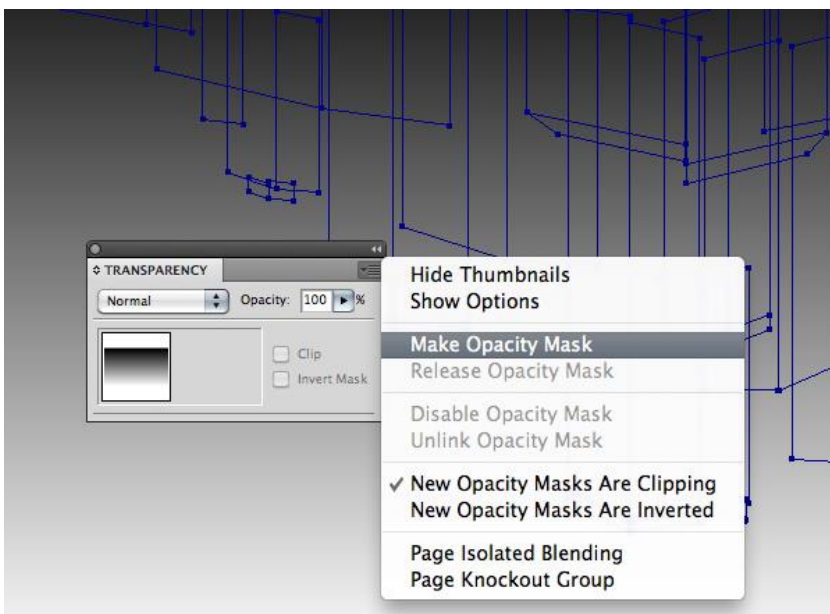 TRANSPARENCY
Normal Opacity: 100 %
Clip
Invert Mask
Hide Thumbnails
Show Options
Make Opacity Mask
Release Opacity Mask
Disable Opacity Mask
Unlink Opacity Mask
New Opacity Masks Are Clipping
New Opacity Masks Are Inverted
Page Isolated Blending
Page Knockout Group